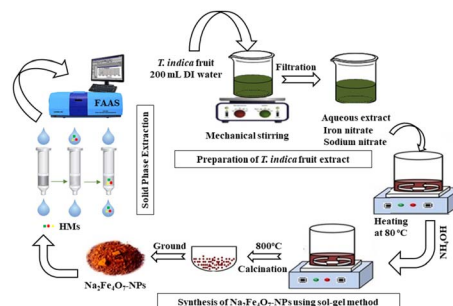 T. indica fruit
200 mL DI water
Filtration
Mechanical stirring
Aqueous extract
Iron nitrate
Sodium nitrate
Preparation of T. indica fruit extract
FAAS
Solid Phase Extraction
HMs
Heating
at 80 °C
NH₄OH
800°C
Calcination
Ground
Na₂Fe₄O₇-NPs
Synthesis of Na₂Fe₄O₇-NPs using sol-gel method